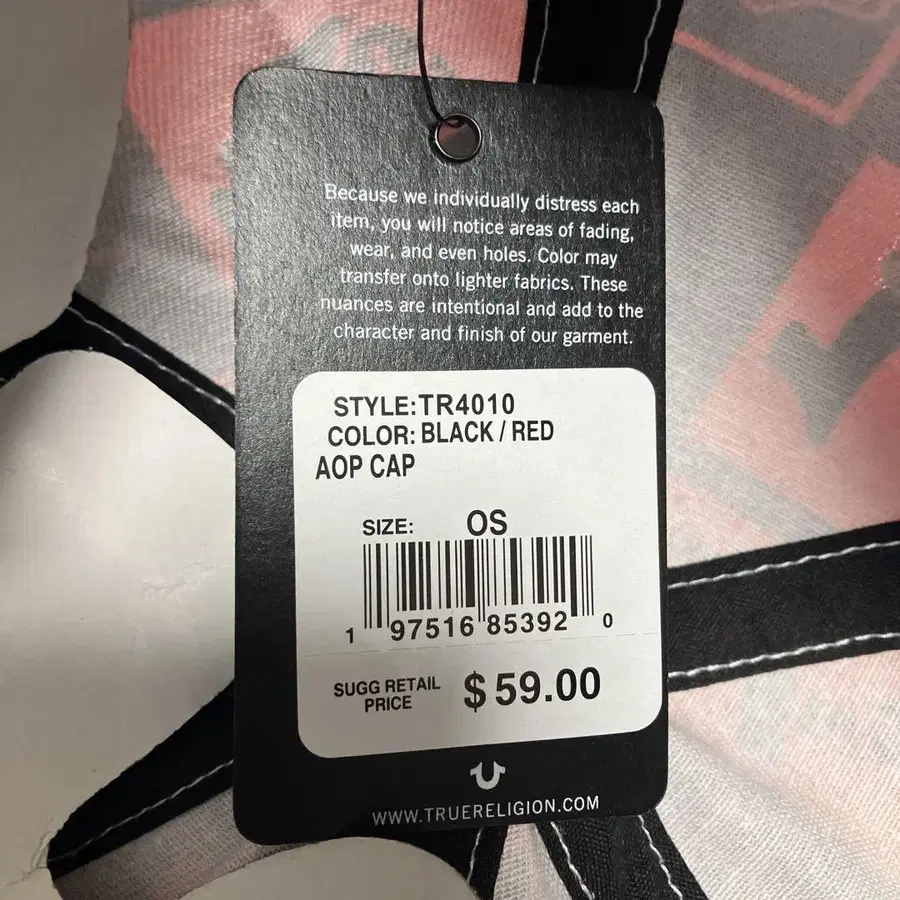 Because we individually distress each
item, you will notice areas of fading,
wear, and even holes. Color may
transfer onto lighter fabrics. These
nuances are intentional and add to the
character and finish of our garment.
STYLE:TR4010
COLOR: BLACK / RED
AOP CAP
SIZE: OS
1 97516 85392 0
SUGG RETAIL
PRICE $ 59.00
WWW.TRUERELIGION.COM